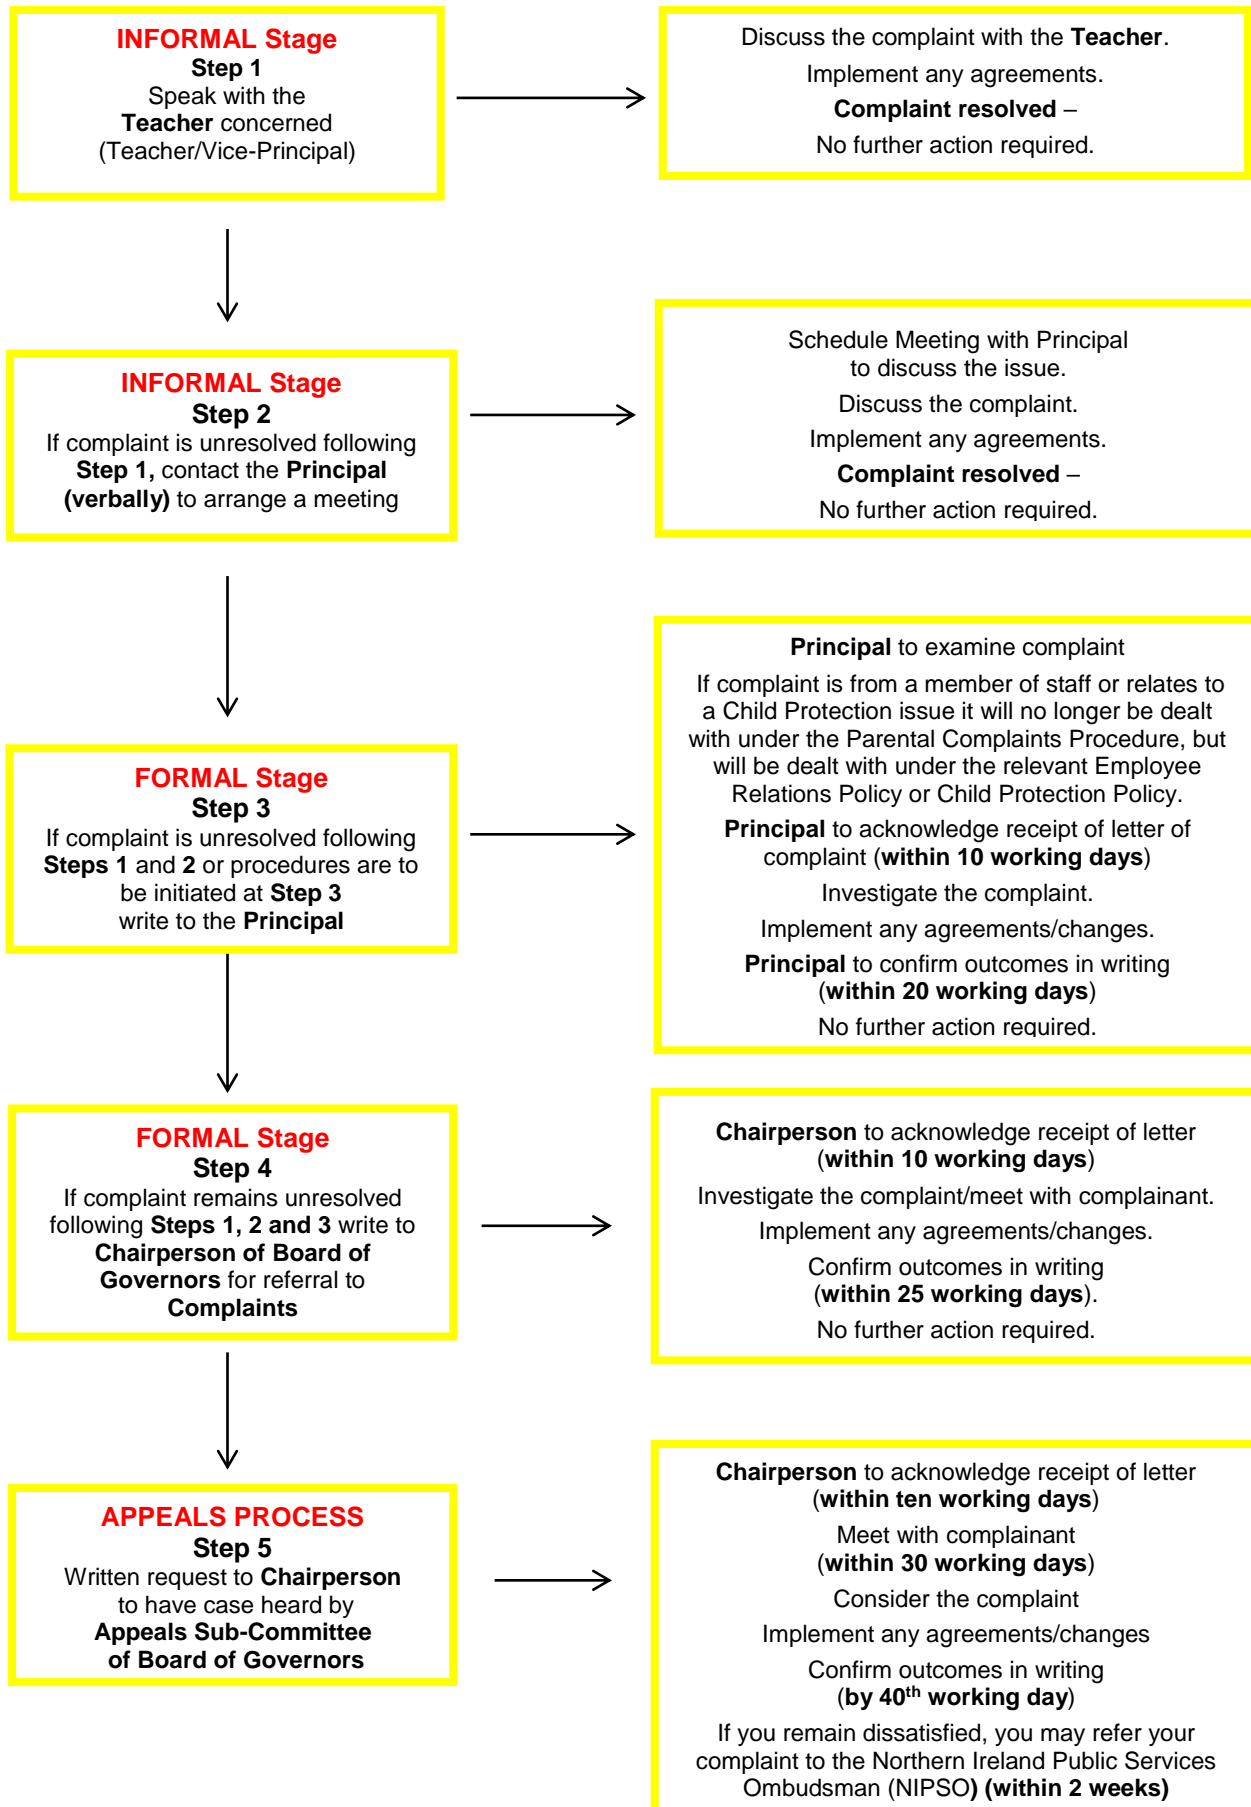 INFORMAL Stage
Step 1
Speak with the
Teacher concerned
(Teacher/Vice-Principal)
Discuss the complaint with the Teacher.
Implement any agreements.
Complaint resolved –
No further action required.
INFORMAL Stage
Step 2
If complaint is unresolved following
Step 1, contact the Principal
(verbally) to arrange a meeting
Schedule Meeting with Principal
to discuss the issue.
Discuss the complaint.
Implement any agreements.
Complaint resolved –
No further action required.
FORMAL Stage
Step 3
If complaint is unresolved following
Steps 1 and 2 or procedures are to
be initiated at Step 3
write to the Principal
Principal to examine complaint
If complaint is from a member of staff or relates to
a Child Protection issue it will no longer be dealt
with under the Parental Complaints Procedure, but
will be dealt with under the relevant Employee
Relations Policy or Child Protection Policy.
Principal to acknowledge receipt of letter of
complaint (within 10 working days)
Investigate the complaint.
Implement any agreements/changes.
Principal to confirm outcomes in writing
(within 20 working days)
No further action required.
FORMAL Stage
Step 4
If complaint remains unresolved
following Steps 1, 2 and 3 write to
Chairperson of Board of
Governors for referral to
Complaints
Chairperson to acknowledge receipt of letter
(within 10 working days)
Investigate the complaint/meet with complainant.
Implement any agreements/changes.
Confirm outcomes in writing
(within 25 working days).
No further action required.
APPEALS PROCESS
Step 5
Written request to Chairperson
to have case heard by
Appeals Sub-Committee
of Board of Governors
Chairperson to acknowledge receipt of letter
(within ten working days)
Meet with complainant
(within 30 working days)
Consider the complaint
Implement any agreements/changes
Confirm outcomes in writing
(by 40th working day)
If you remain dissatisfied, you may refer your
complaint to the Northern Ireland Public Services
Ombudsman (NIPSO) (within 2 weeks)